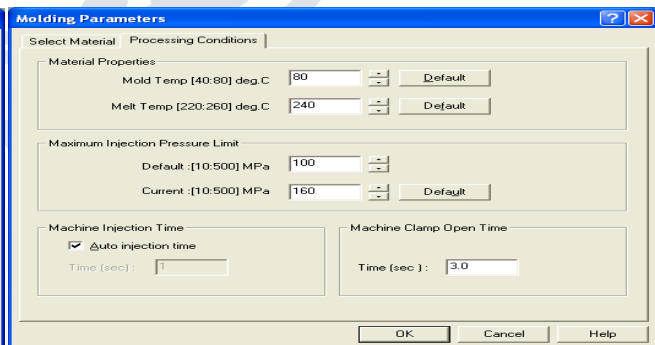 Molding Parameters
Select Material Processing Conditions
Material Properties
Mold Temp [40:80] deg.C 80 Default
Melt Temp [220:260] deg.C 240 Default
Maximum Injection Pressure Limit
Default :[10:500] MPa 100
Current :[10:500] MPa 160 Default
Machine Injection Time Machine Clamp Open Time
Auto injection time
Time (sec) : 1 Time (sec ) : 3.0
OK Cancel Help